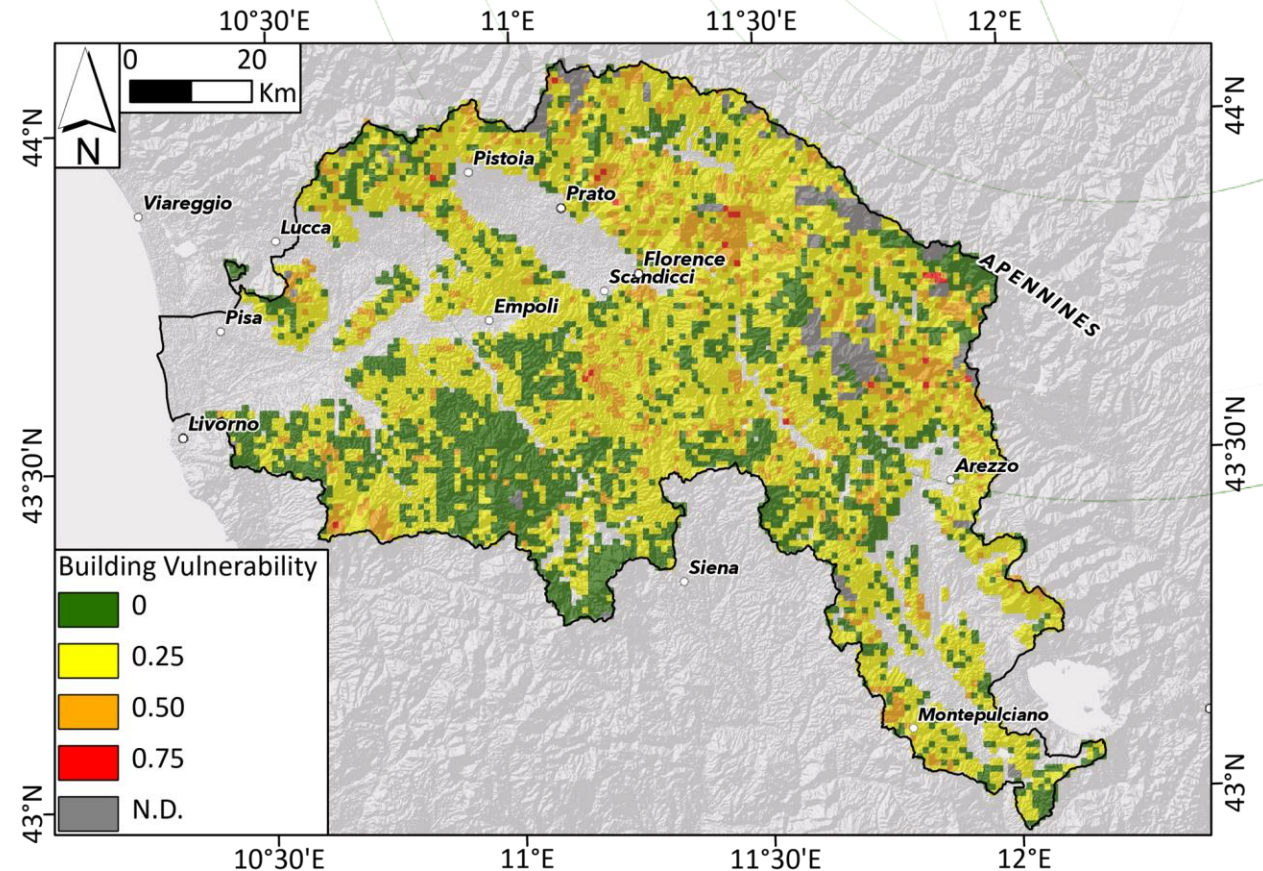 10°30'E 11°E 11°30'E 12°E
0 20
Km
N
44°N
44°N
Pistoia
Prato
Viareggio
Lucca
Florence
Scandicci
APENNINES
Empoli
Pisa
Livorno
43°30'N
43°30'N
Arezzo
Siena
Building Vulnerability
0
0.25
0.50
0.75
N.D.
Montepulciano
43°N
43°N
10°30'E 11°E 11°30'E 12°E